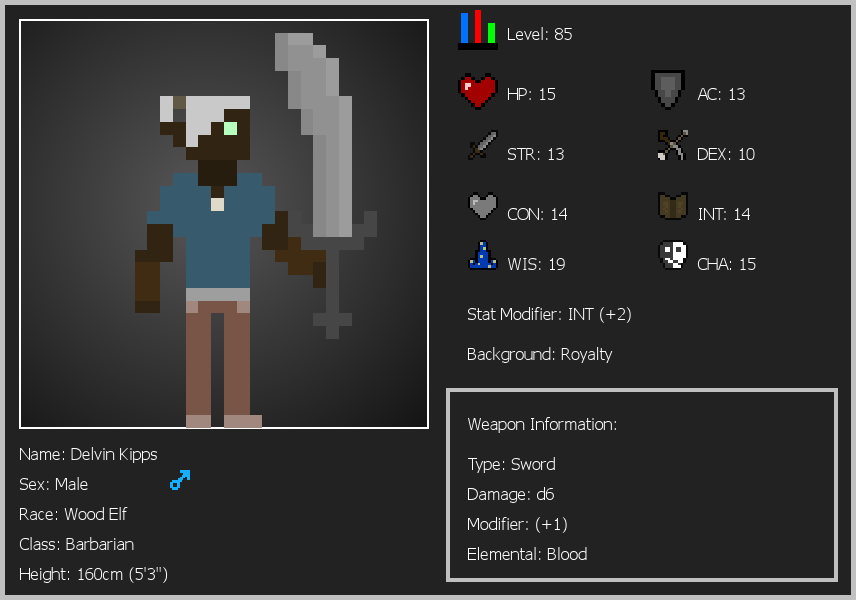 Level: 85
HP: 15
AC: 13
STR: 13
DEX: 10
CON: 14
INT: 14
WIS: 19
CHA: 15
Stat Modifier: INT (+2)
Background: Royalty
Weapon Information:
Type: Sword
Damage: d6
Modifier: (+1)
Elemental: Blood
Name: Delvin Kipps
Sex: Male
Race: Wood Elf
Class: Barbarian
Height: 160cm (5'3")